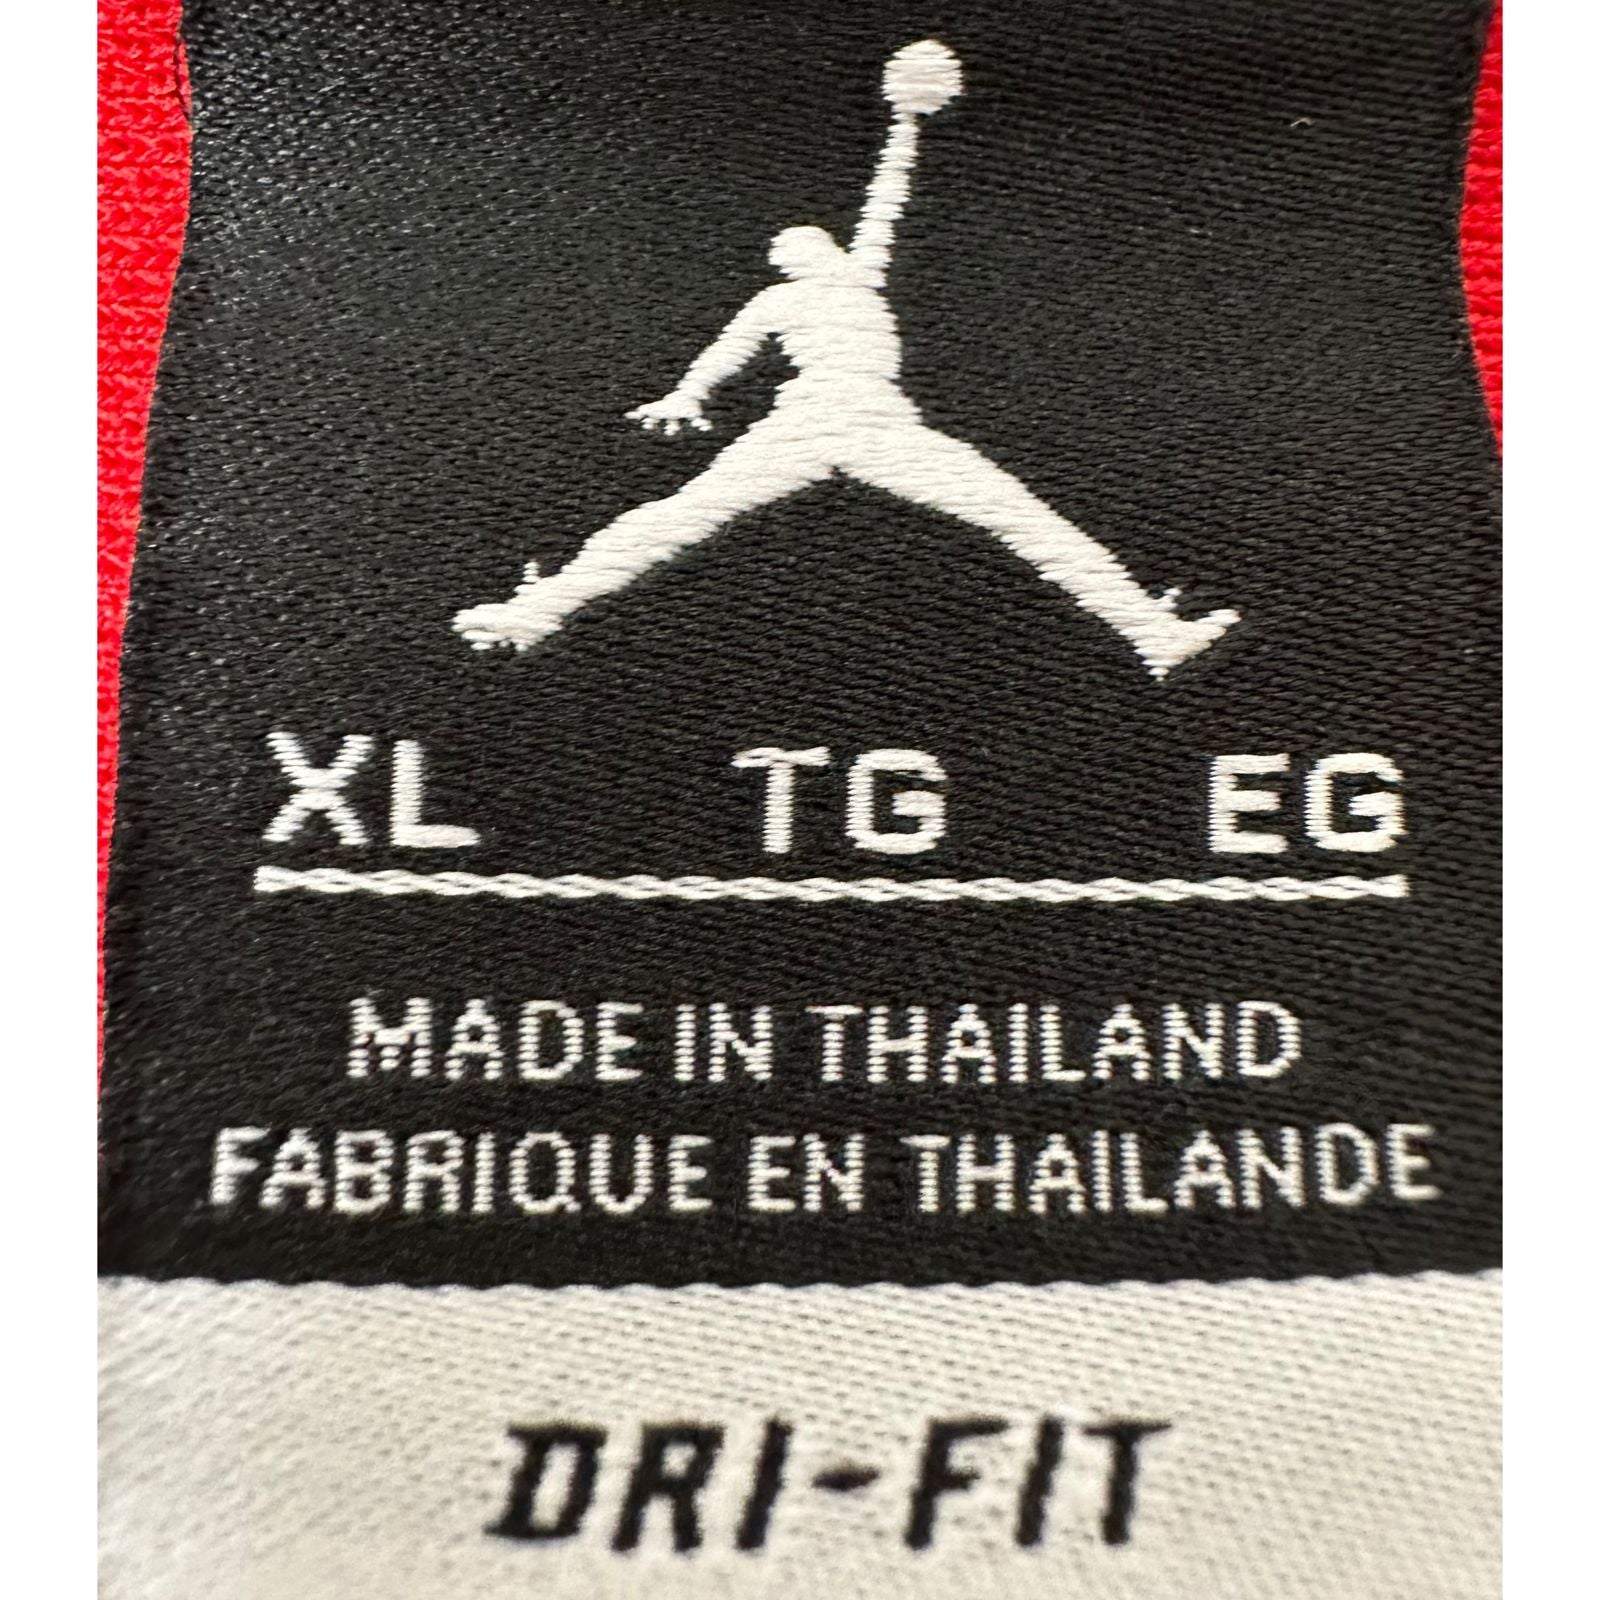 XL TG EG
MADE IN THAILAND
FABRIQUE EN THAILANDE
DRI-FIT